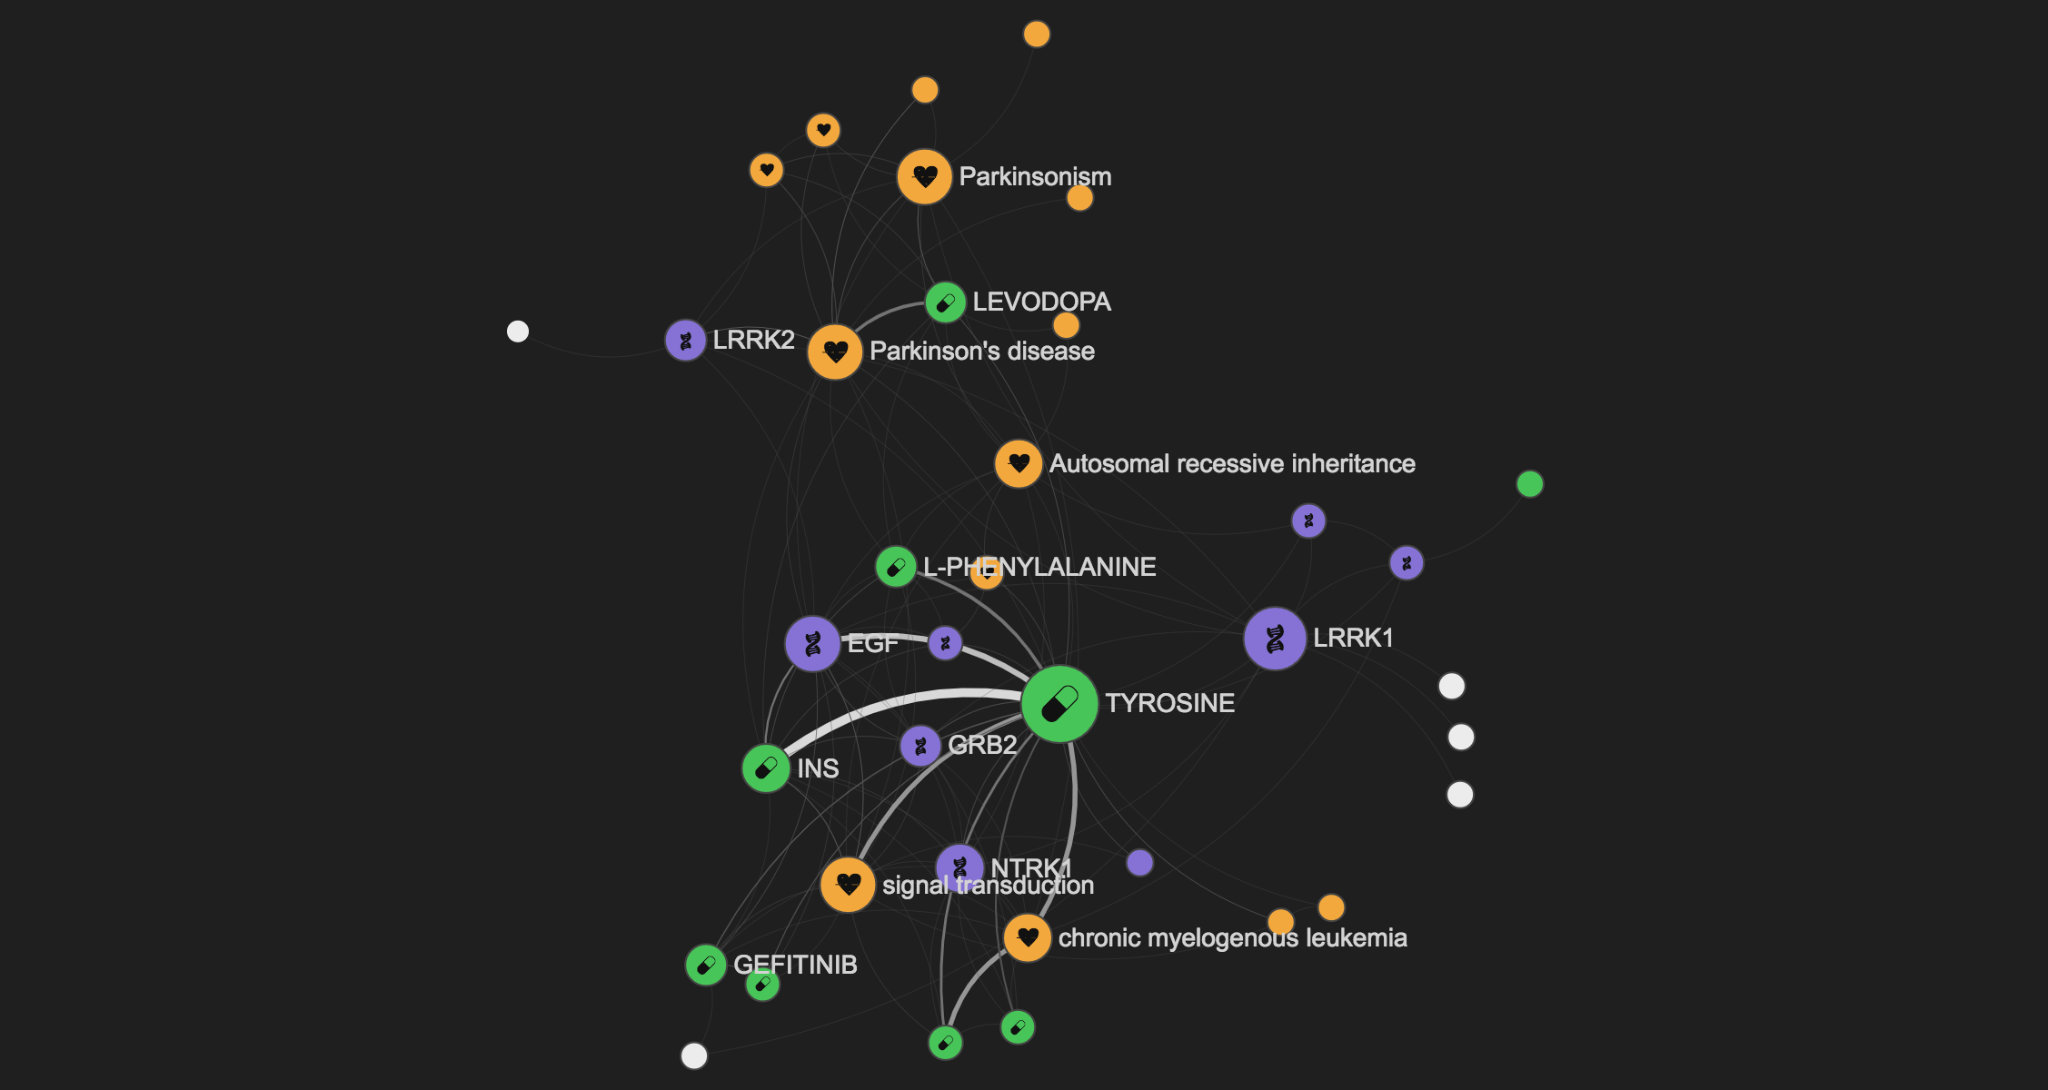 Parkinsonism
LEVODOPA
LRRK2
Parkinson's disease
Autosomal recessive inheritance
L-PHENYLALANINE
LRRK1
EGF
TYROSINE
GRB2
INS
NTRK1
signal transduction
chronic myelogenous leukemia
GEFITINIB